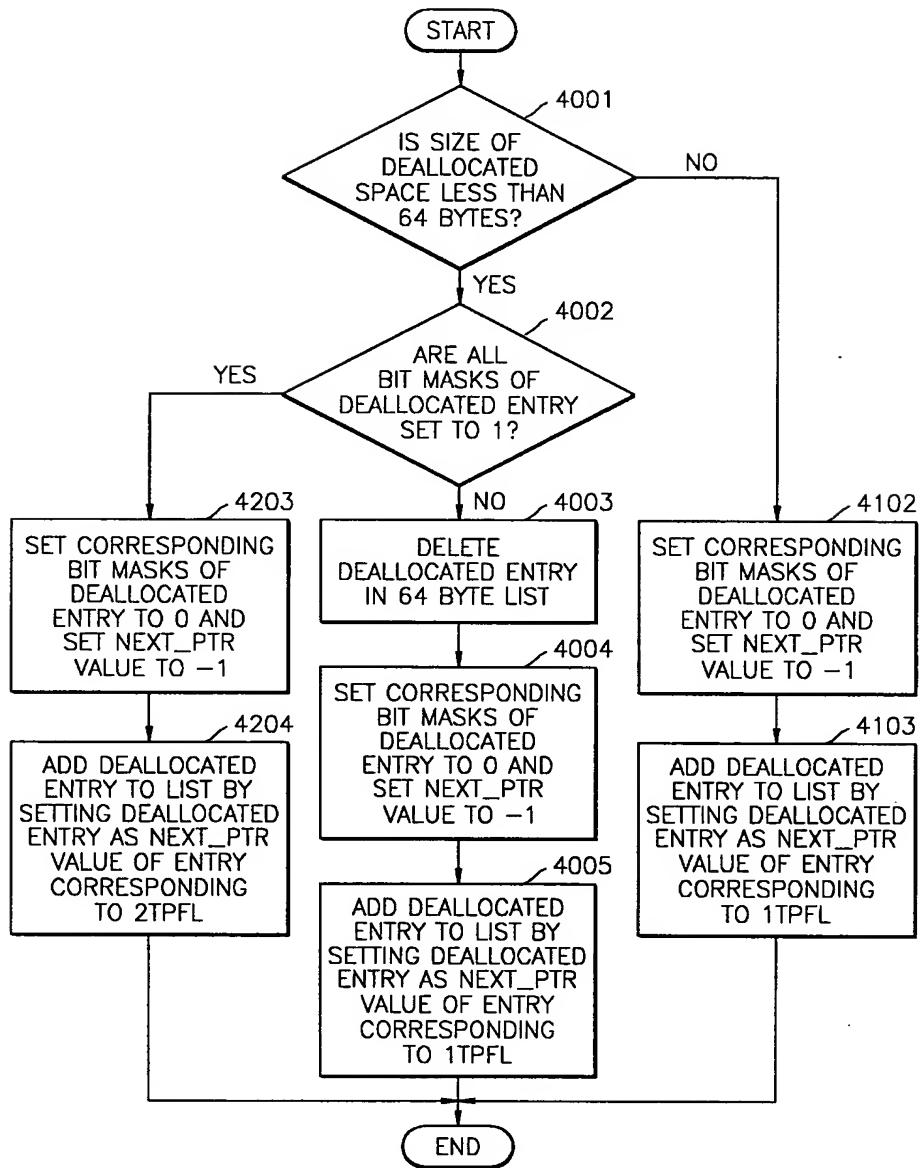 START
4001
IS SIZE OF
DEALLOCATED
SPACE LESS THAN
64 BYTES?
NO
YES
4002
ARE ALL
BIT MASKS OF
DEALLOCATED ENTRY
SET TO 1?
YES
NO
4203
SET CORRESPONDING
BIT MASKS OF
DEALLOCATED
ENTRY TO 0 AND
SET NEXT_PTR
VALUE TO −1
4003
DELETE
DEALLOCATED ENTRY
IN 64 BYTE LIST
4102
SET CORRESPONDING
BIT MASKS OF
DEALLOCATED
ENTRY TO 0 AND
SET NEXT_PTR
VALUE TO −1
4004
SET CORRESPONDING
BIT MASKS OF
DEALLOCATED
ENTRY TO 0 AND
SET NEXT_PTR
VALUE TO −1
4204
ADD DEALLOCATED
ENTRY TO LIST BY
SETTING DEALLOCATED
ENTRY AS NEXT_PTR
VALUE OF ENTRY
CORRESPONDING
TO 2TPFL
4103
ADD DEALLOCATED
ENTRY TO LIST BY
SETTING DEALLOCATED
ENTRY AS NEXT_PTR
VALUE OF ENTRY
CORRESPONDING
TO 1TPFL
4005
ADD DEALLOCATED
ENTRY TO LIST BY
SETTING DEALLOCATED
ENTRY AS NEXT_PTR
VALUE OF ENTRY
CORRESPONDING
TO 1TPFL
END